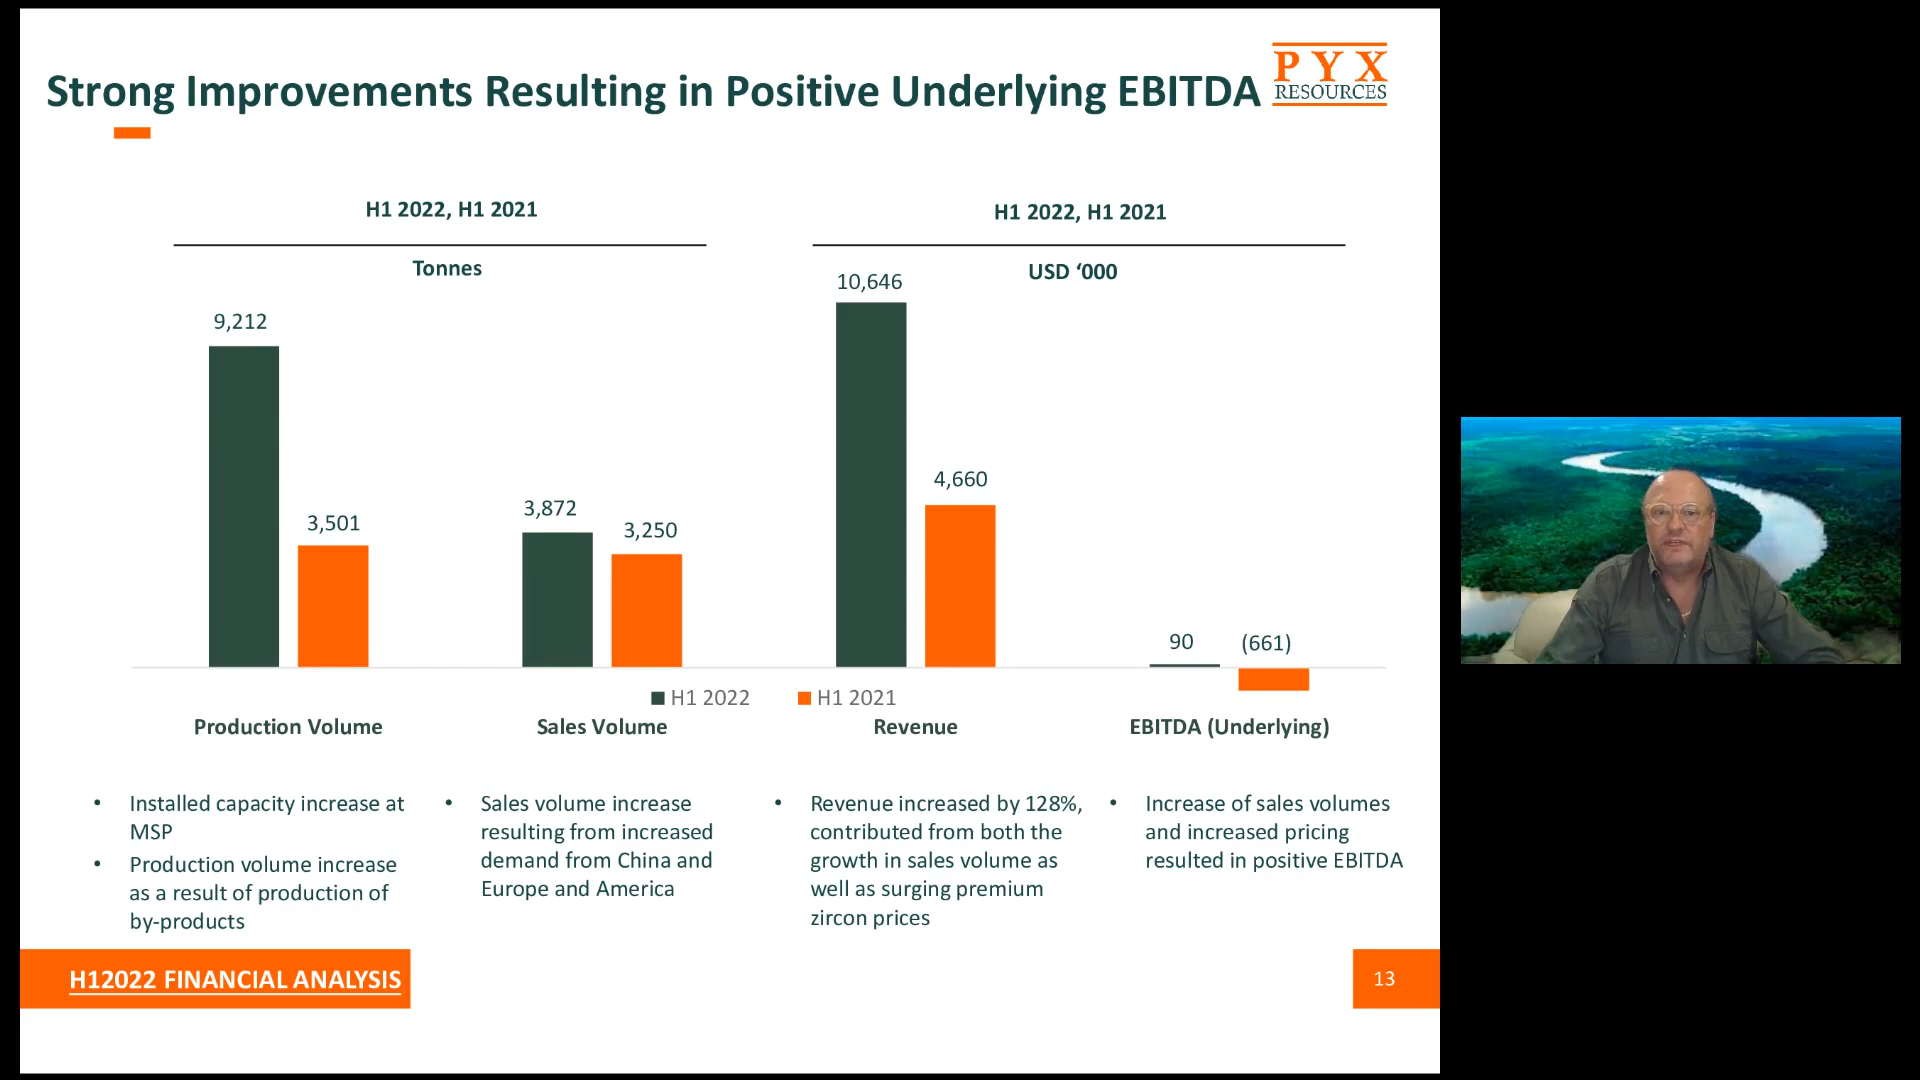 Strong Improvements Resulting in Positive Underlying EBITDA
PYX
RESOURCES
H1 2022, H1 2021
Tonnes
H1 2022, H1 2021
USD ‘000
9,212
3,501
3,872
3,250
10,646
4,660
90
(661)
H1 2022
H1 2021
Production Volume
Sales Volume
Revenue
EBITDA (Underlying)
• Installed capacity increase at
MSP
• Production volume increase
as a result of production of
by-products
• Sales volume increase
resulting from increased
demand from China and
Europe and America
• Revenue increased by 128%,
contributed from both the
growth in sales volume as
well as surging premium
zircon prices
• Increase of sales volumes
and increased pricing
resulted in positive EBITDA
H12022 FINANCIAL ANALYSIS
13